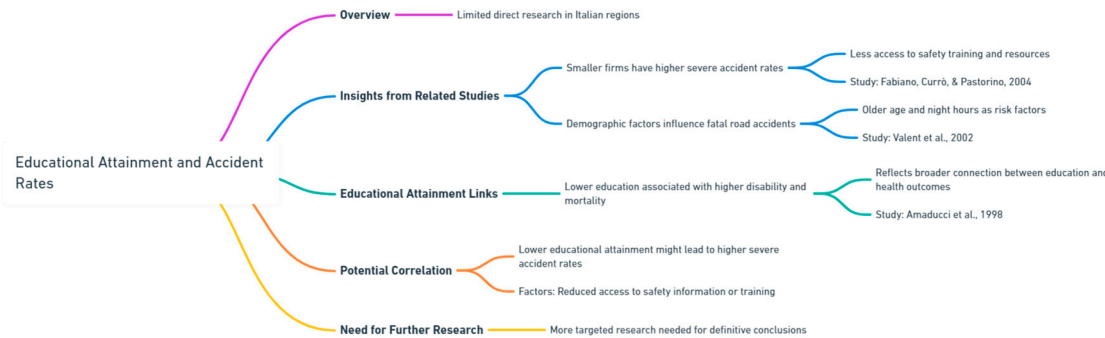 Educational Attainment and Accident
Rates
Overview
Limited direct research in Italian regions
Insights from Related Studies
Smaller firms have higher severe accident rates
Less access to safety training and resources
Study: Fabiano, Currò, & Pastorino, 2004
Demographic factors influence fatal road accidents
Older age and night hours as risk factors
Study: Valent et al., 2002
Educational Attainment Links
Lower education associated with higher disability and
mortality
Reflects broader connection between education and
health outcomes
Study: Amaducci et al., 1998
Potential Correlation
Lower educational attainment might lead to higher severe
accident rates
Factors: Reduced access to safety information or training
Need for Further Research
More targeted research needed for definitive conclusions